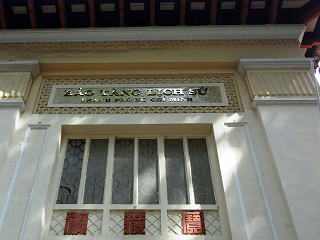 BẢO TÀNG LỊCH SỬ
THÀNH PHỐ HỒ CHÍ MINH